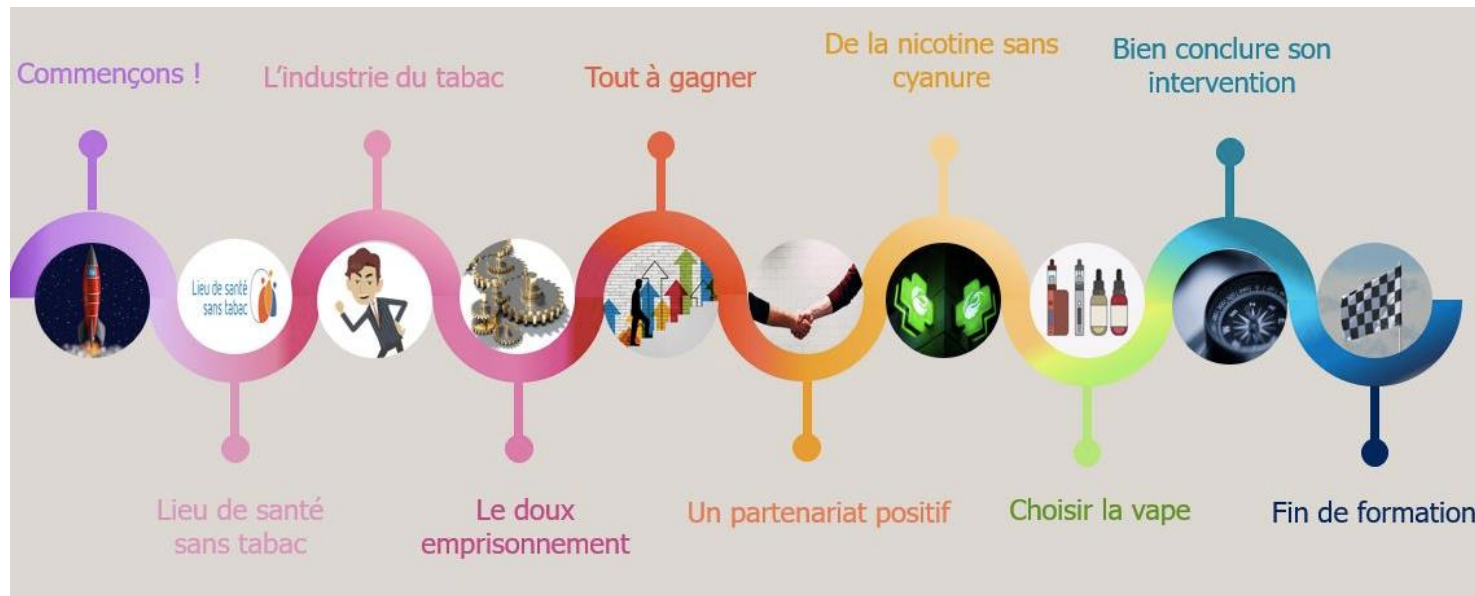 Commençons !
L'industrie du tabac
Tout à gagner
De la nicotine sans
cyanure
Bien conclure son
intervention
Lieu de santé
sans tabac
Lieu de santé
sans tabac
Le doux
emprisonnement
Un partenariat positif
Choisir la vape
Fin de formation